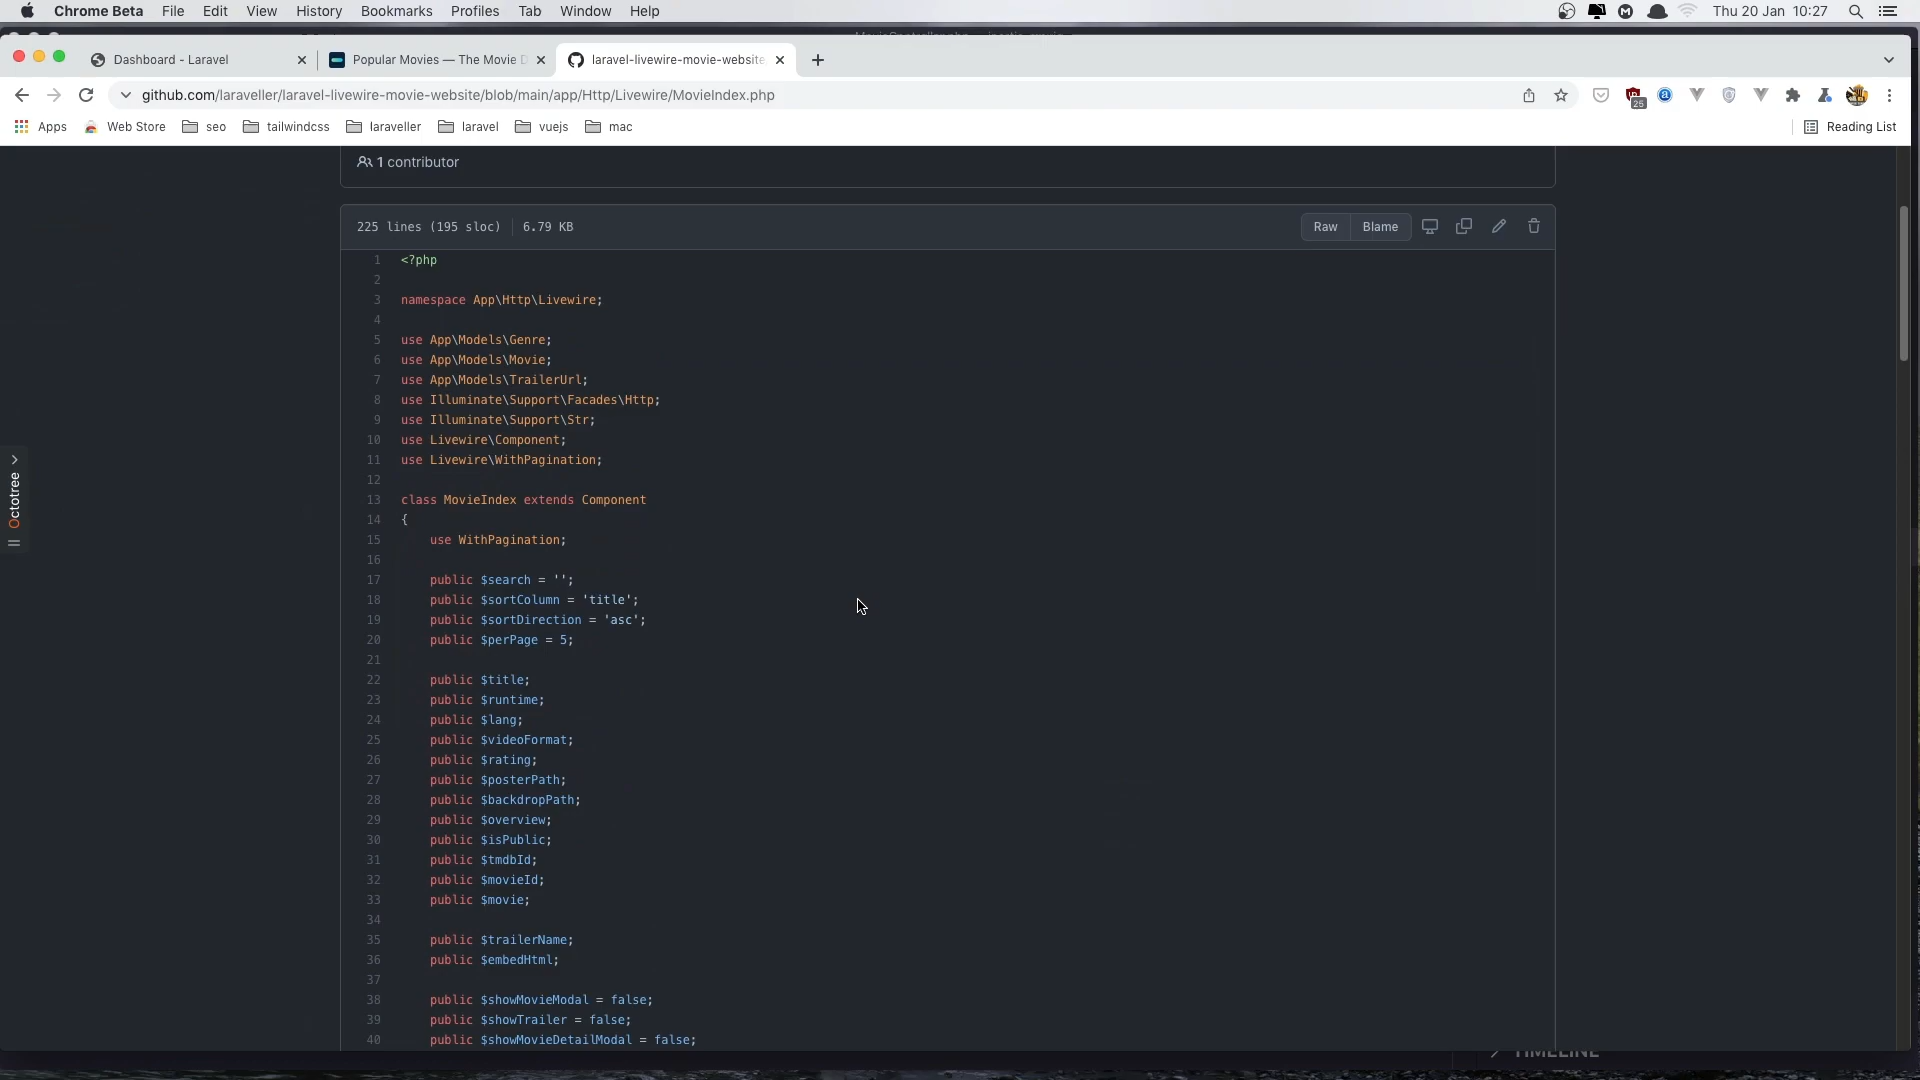 Chrome Beta File Edit View History Bookmarks Profiles Tab Window Help Thu 20 Jan 10:27
Dashboard - Laravel Popular Movies — The Movie D laravel-livewire-movie-website
github.com/laraveller/laravel-livewire-movie-website/blob/main/app/Http/Livewire/MovieIndex.php 25
Apps Web Store seo tailwindcss laraveller laravel vuejs mac Reading List
1 contributor
225 lines (195 sloc) 6.79 KB Raw Blame
1 <?php
2
3 namespace App\Http\Livewire;
4
5 use App\Models\Genre;
6 use App\Models\Movie;
7 use App\Models\TrailerUrl;
8 use Illuminate\Support\Facades\Http;
9 use Illuminate\Support\Str;
10 use Livewire\Component;
11 use Livewire\WithPagination;
12
13 class MovieIndex extends Component
14 {
15 use WithPagination;
16
17 public $search = '';
18 public $sortColumn = 'title';
19 public $sortDirection = 'asc';
20 public $perPage = 5;
21
22 public $title;
23 public $runtime;
24 public $lang;
25 public $videoFormat;
26 public $rating;
27 public $posterPath;
28 public $backdropPath;
29 public $overview;
30 public $isPublic;
31 public $tmdbId;
32 public $movieId;
33 public $movie;
34
35 public $trailerName;
36 public $embedHtml;
37
38 public $showMovieModal = false;
39 public $showTrailer = false;
40 public $showMovieDetailModal = false;
Octotree
TIMELINE